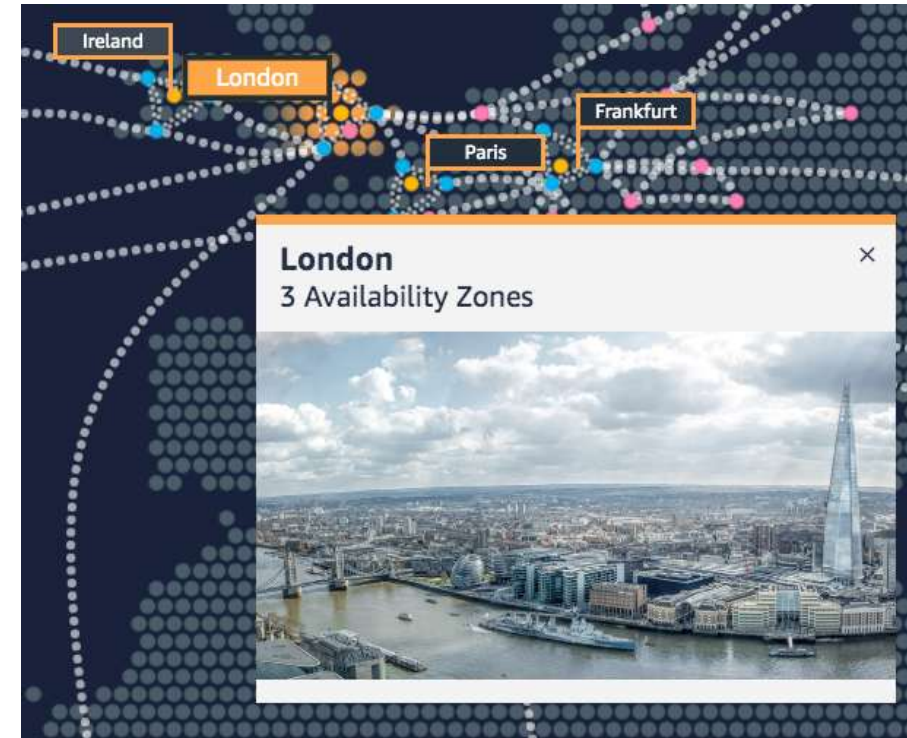 Ireland
London
Frankfurt
Paris
London
3 Availability Zones